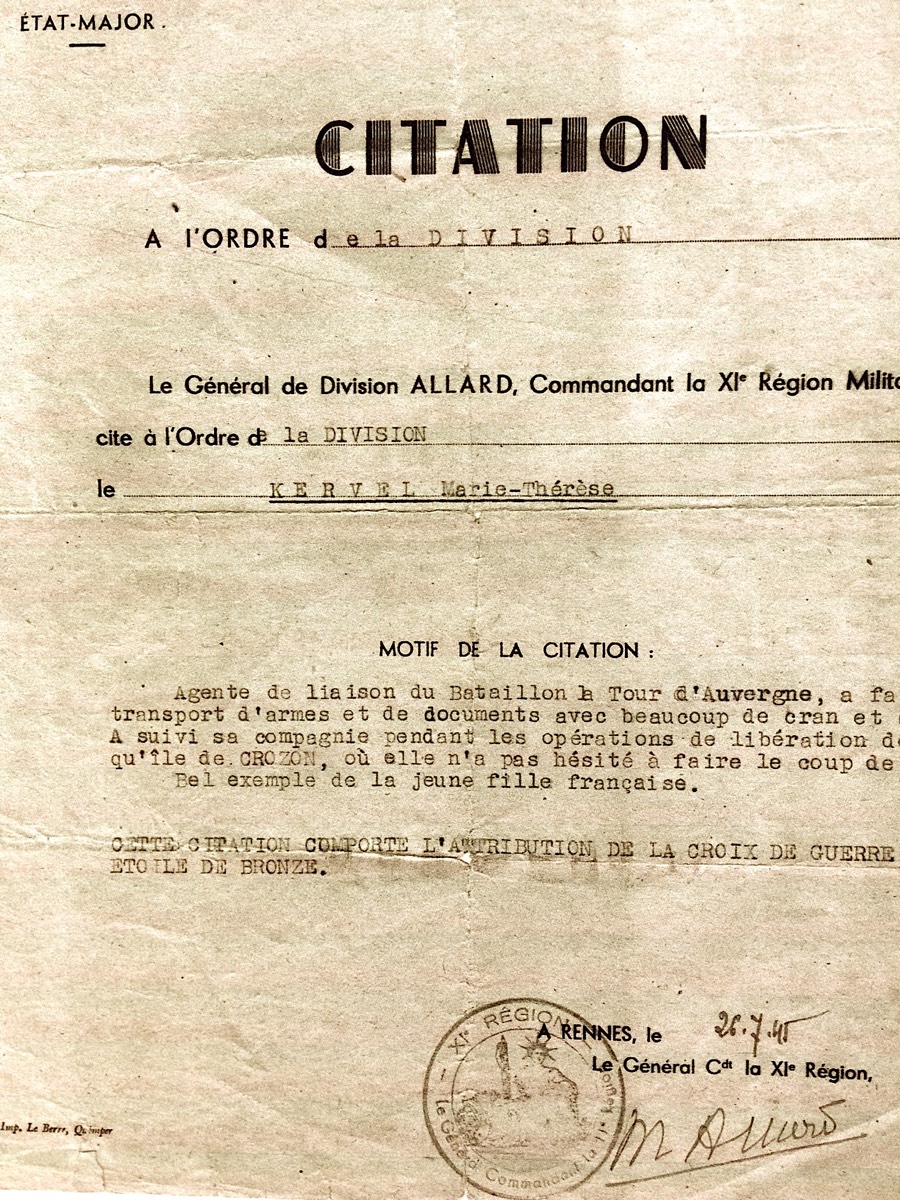 ÉTAT-MAJOR.
CITATION
A l'ORDRE de la DIVISION
Le Général de Division ALLARD, Commandant la XIe Région Milita
cite à l'Ordre de la DIVISION
le KERVEL Marie-Thérèse
MOTIF DE LA CITATION :
Agente de liaison du Bataillon la Tour d'Auvergne, a fa
transport d'armes et de documents avec beaucoup de cran et
A suivi sa compagnie pendant les opérations de libération de
qu'île de CROZON, où elle n'a pas hésité à faire le coup de
Bel exemple de la jeune fille française.
CETTE CITATION COMPORTE L'ATTRIBUTION DE LA CROIX DE GUERRE
ETOILE DE BRONZE.
A RENNES, le 26.7.45
Le Général Cdt la XIe Région,
M Allard
XIe RÉGION
Le Général Commandant la
Imp. Le Berre, Quimper